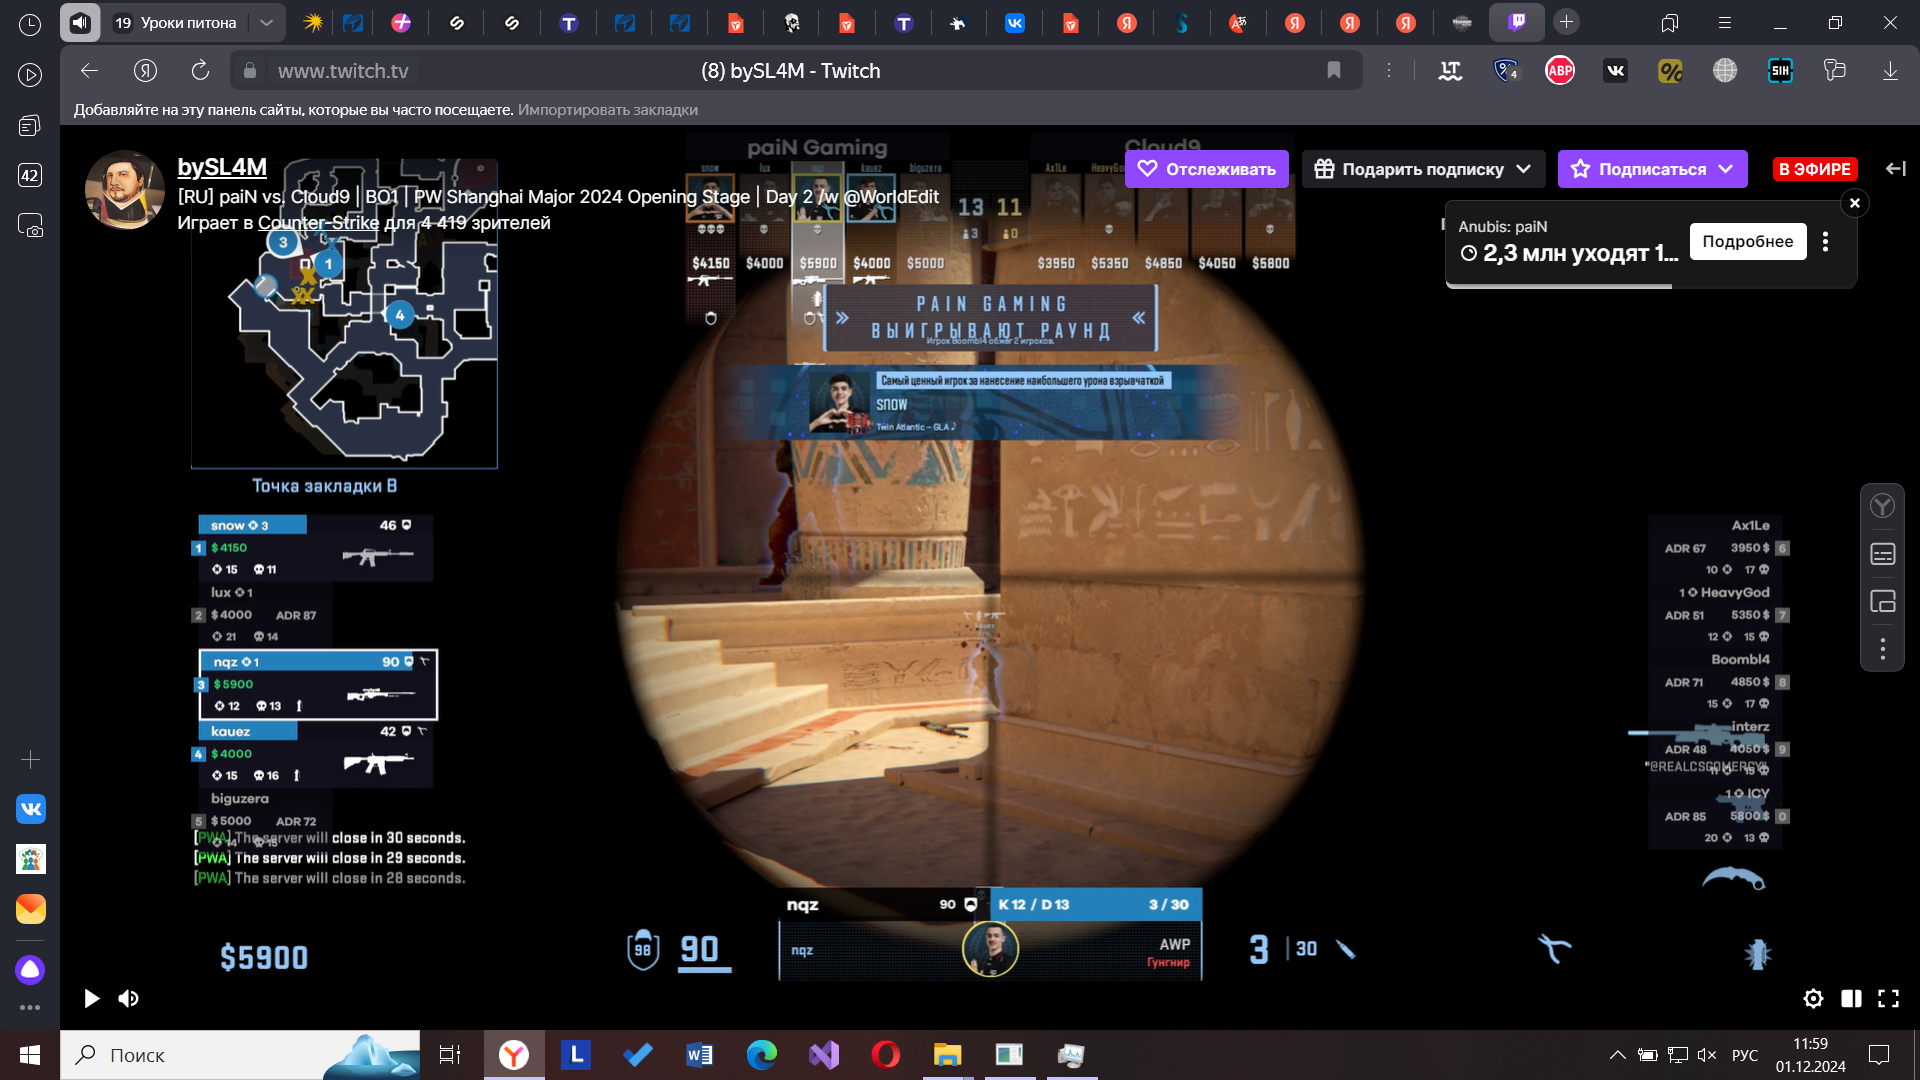 19 Уроки питона
www.twitch.tv
(8) bySL4M - Twitch
Добавляйте на эту панель сайты, которые вы часто посещаете. Импортировать закладки
42
bySL4M
[RU] paiN vs. Cloud9 | BO1 | PW Shanghai Major 2024 Opening Stage | Day 2 /w @WorldEdit
Играет в Counter-Strike для 4 419 зрителей
Отслеживать
Подарить подписку
Подписаться
В ЭФИРЕ
Anubis: paiN
2,3 млн уходят 1...
Подробнее
paiN Gaming
Cloud9
snow lux nqz kauez biguzera
13 11
3 0
Ax1Le
$4150 $4000 $5900 $4000 $5000
$3950 $5350 $4850 $4050 $5800
3
1
4
Точка закладки B
PAIN GAMING
ВЫИГРЫВАЮТ РАУНД
Игрок Boombl4 обжег 2 игроков.
Самый ценный игрок за нанесение наибольшего урона взрывчаткой
SNOW
Twin Atlantic – GLA
snow 3 46
1 $4150
15 11
lux 1
2 $4000 ADR 87
21 14
nqz 1 90
3 $5900
12 13
kauez 42
4 $4000
15 16
biguzera
5 $5000 ADR 72
14 15
[PWA] The server will close in 30 seconds.
[PWA] The server will close in 29 seconds.
[PWA] The server will close in 28 seconds.
Ax1Le
ADR 67 3950 $ 6
10 17
1 HeavyGod
ADR 51 5350 $ 7
12 15
Boombl4
ADR 71 4850 $ 8
15 17
interz
ADR 48 4050 $ 9
"@REALCSGOMERCY"
1 ICY
ADR 85 5800 $ 0
20 13
$5900
98 90
nqz 90 K 12 / D 13 3 / 30
nqz
AWP
Гунгнир
3 | 30
Поиск
РУС
11:59
01.12.2024